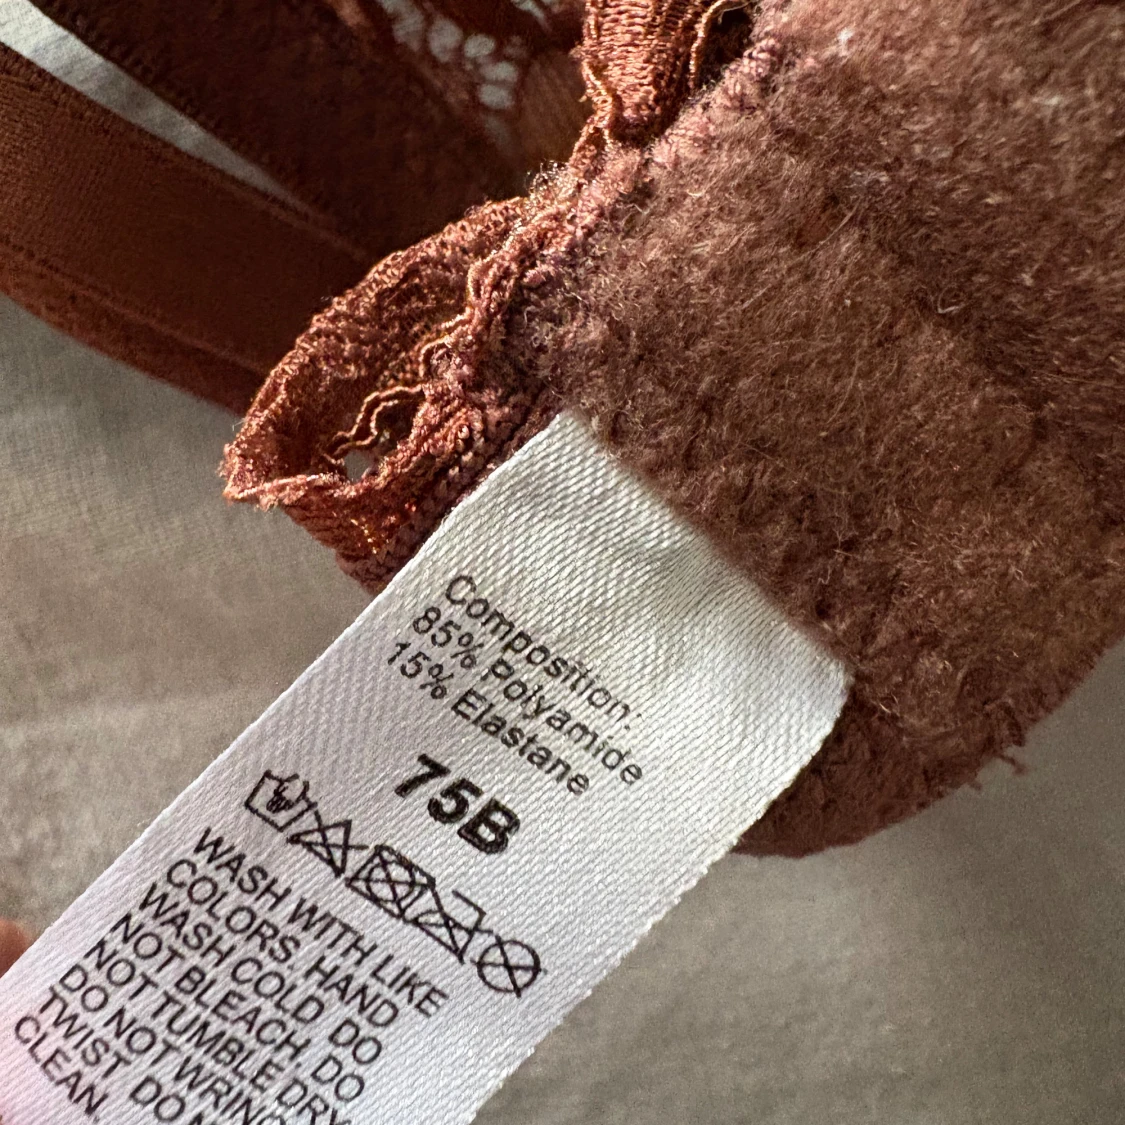 Composition:
85% Polyamide
15% Elastane
75B
WASH WITH LIKE
COLORS. HAND
WASH COLD DO
NOT BLEACH. DO
NOT TUMBLE DRY
DO NOT WRING
TWIST. DO
CLEAN.